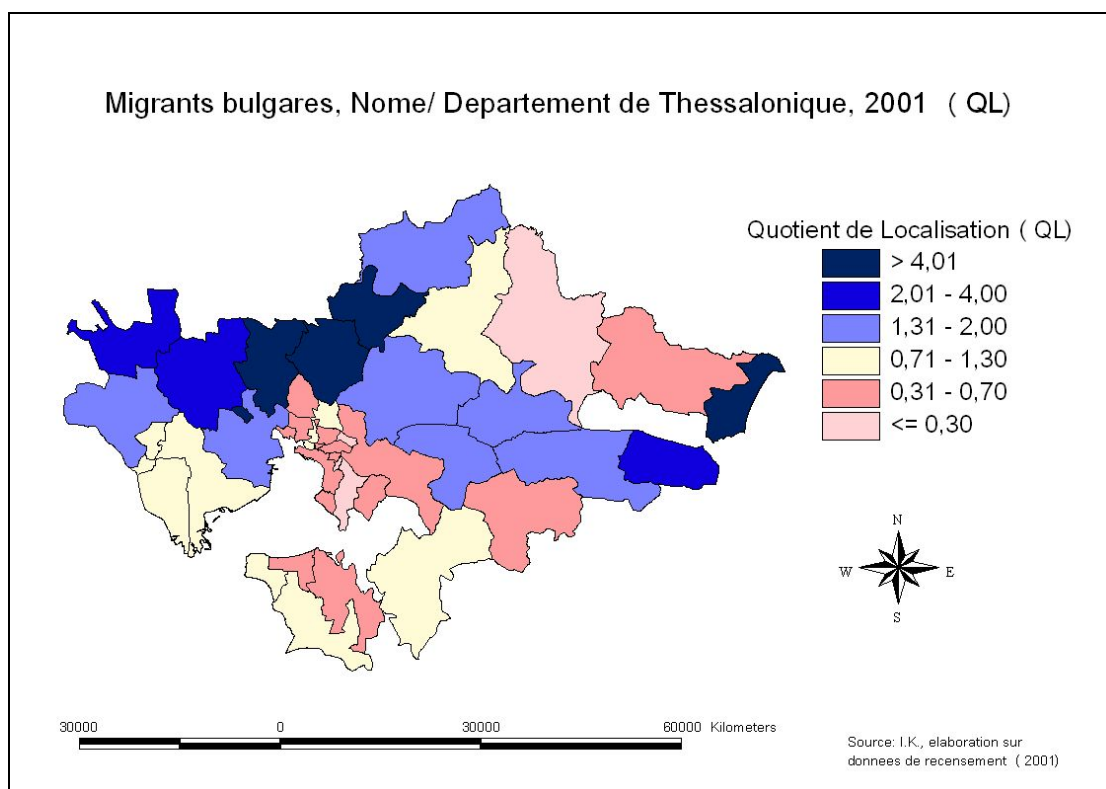 Migrants bulgares, Nome/ Departement de Thessalonique, 2001 ( QL)
Quotient de Localisation ( QL)
> 4,01
2,01 - 4,00
1,31 - 2,00
0,71 - 1,30
0,31 - 0,70
<= 0,30
N
W E
S
30000 0 30000 60000 Kilometers
Source: I.K., elaboration sur
donnees de recensement ( 2001)